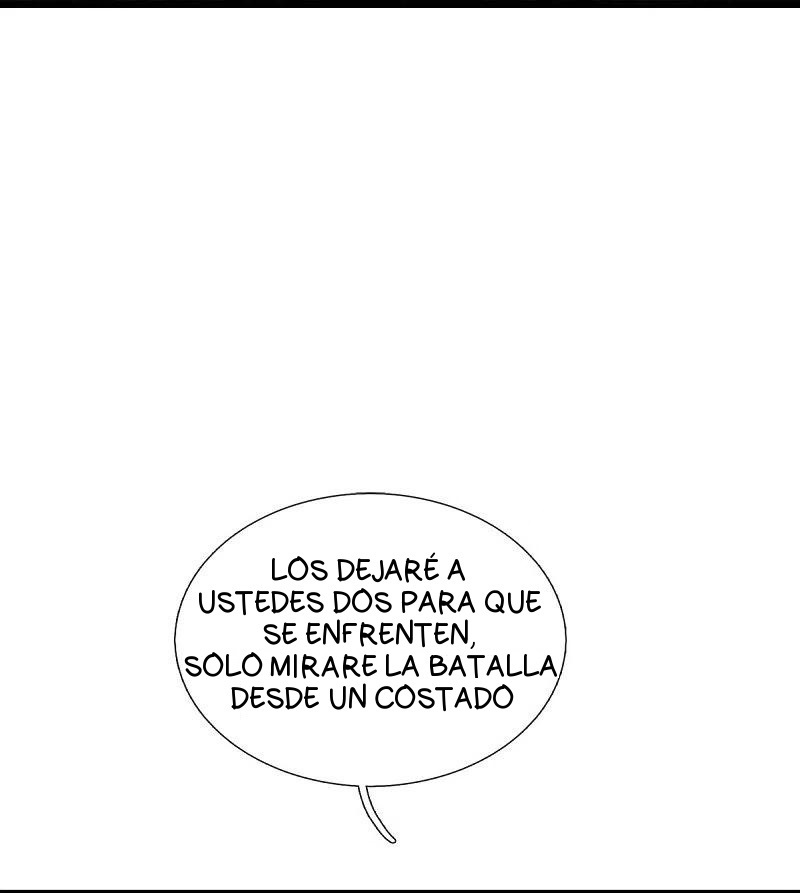 LOS DEJARÉ A
USTEDES DOS PARA QUE
SE ENFRENTEN,
SOLO MIRARE LA BATALLA
DESDE UN COSTADO